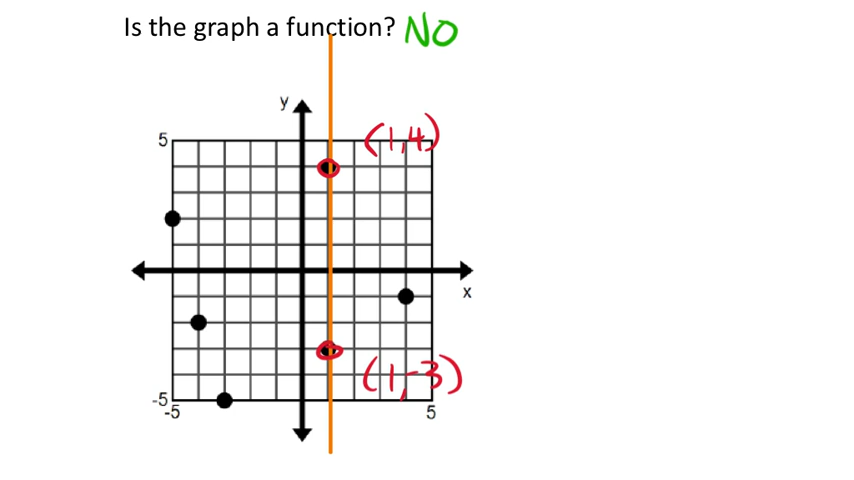 Is the graph a function? NO
y
(1,4)
5
x
(1,-3)
-5
-5 5